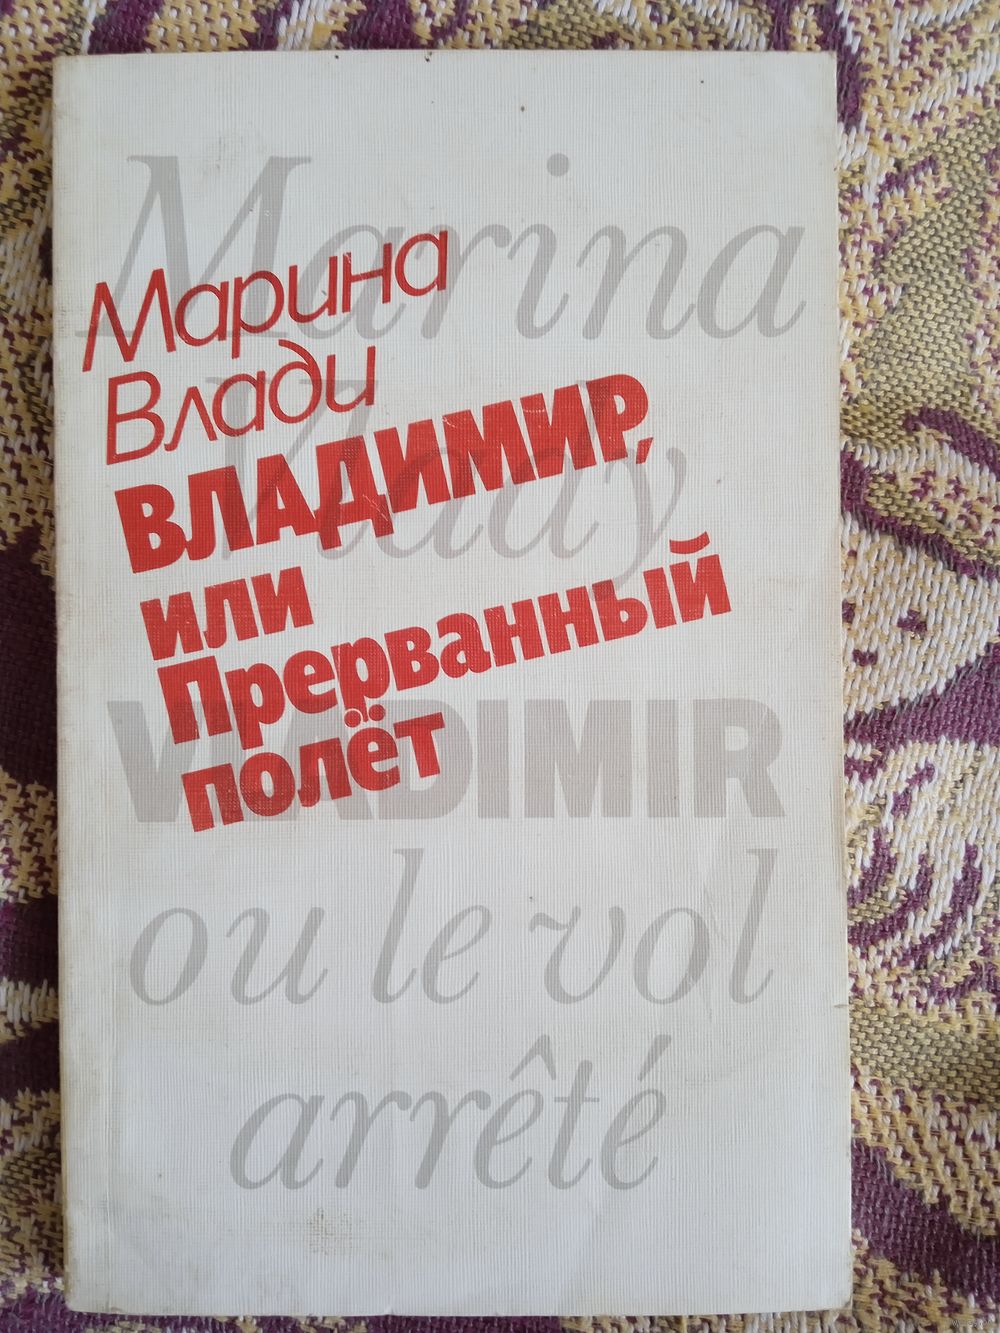 Marina
Vlady
VLADIMIR
ou le vol
arrêté
Марина
Влади
ВЛАДИМИР,
или
Прерванный
полёт